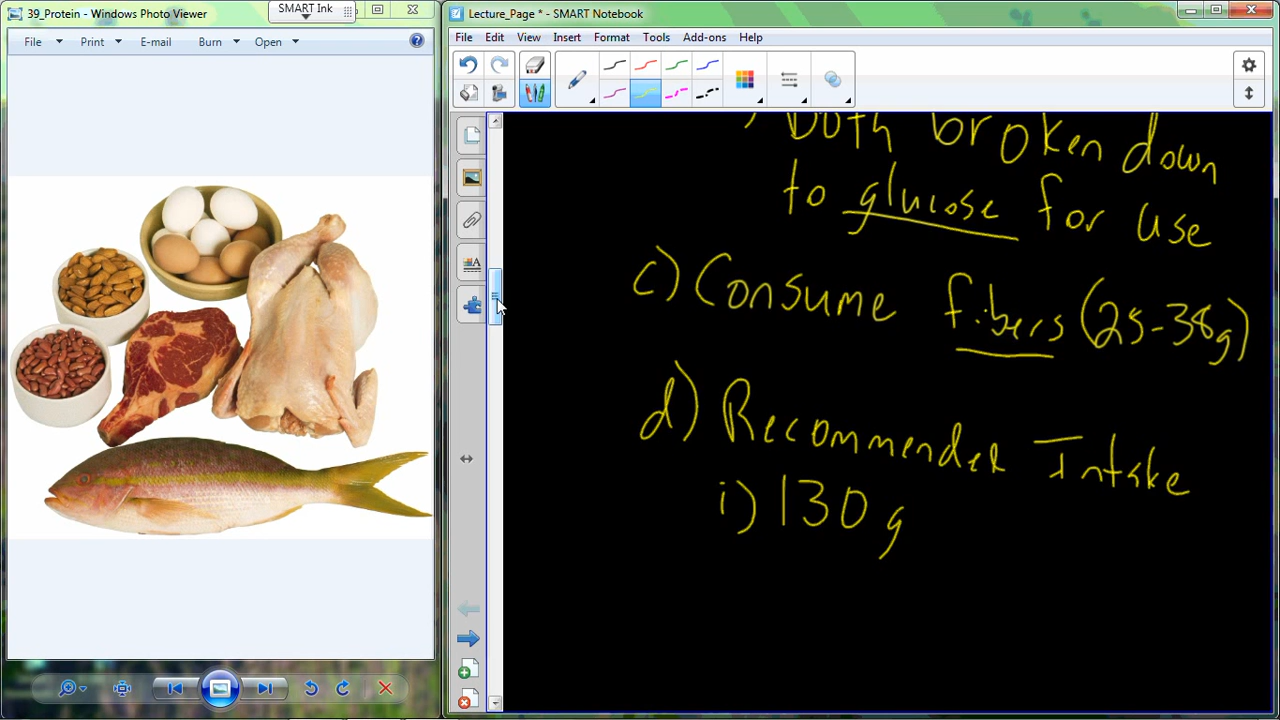 39_Protein - Windows Photo Viewer
SMART Ink
File Print E-mail Burn Open
Lecture_Page * - SMART Notebook
File Edit View Insert Format Tools Add-ons Help
) Both broken down
to glucose for use
c) Consume fibers (25-38g)
d) Recommended Intake
i) 130 g